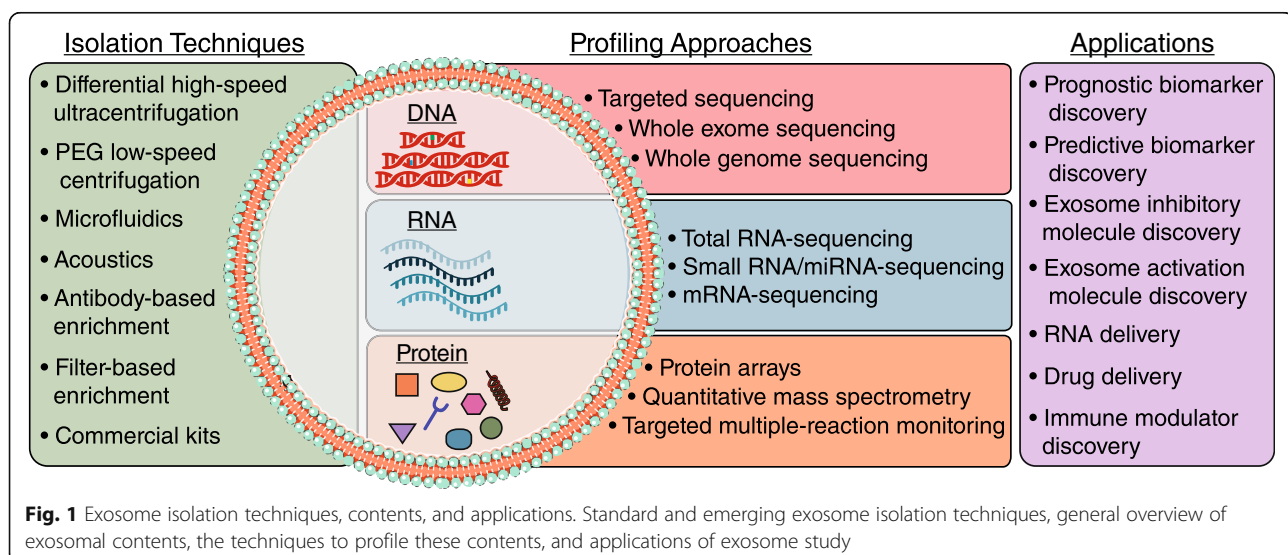 Isolation Techniques
• Differential high-speed
ultracentrifugation
• PEG low-speed
centrifugation
• Microfluidics
• Acoustics
• Antibody-based
enrichment
• Filter-based
enrichment
• Commercial kits
Profiling Approaches
DNA
• Targeted sequencing
• Whole exome sequencing
• Whole genome sequencing
RNA
• Total RNA-sequencing
• Small RNA/miRNA-sequencing
• mRNA-sequencing
Protein
• Protein arrays
• Quantitative mass spectrometry
• Targeted multiple-reaction monitoring
Applications
• Prognostic biomarker
discovery
• Predictive biomarker
discovery
• Exosome inhibitory
molecule discovery
• Exosome activation
molecule discovery
• RNA delivery
• Drug delivery
• Immune modulator
discovery
Fig. 1 Exosome isolation techniques, contents, and applications. Standard and emerging exosome isolation techniques, general overview of
exosomal contents, the techniques to profile these contents, and applications of exosome study